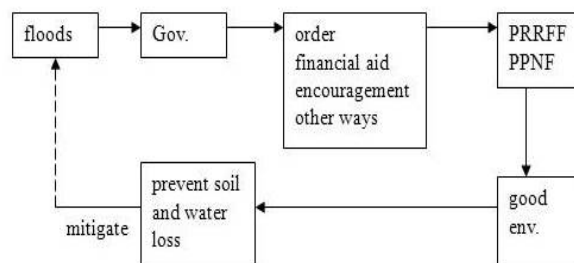 floods
Gov.
order
financial aid
encouragement
other ways
PRRFF
PPNF
good
env.
prevent soil
and water
loss
mitigate